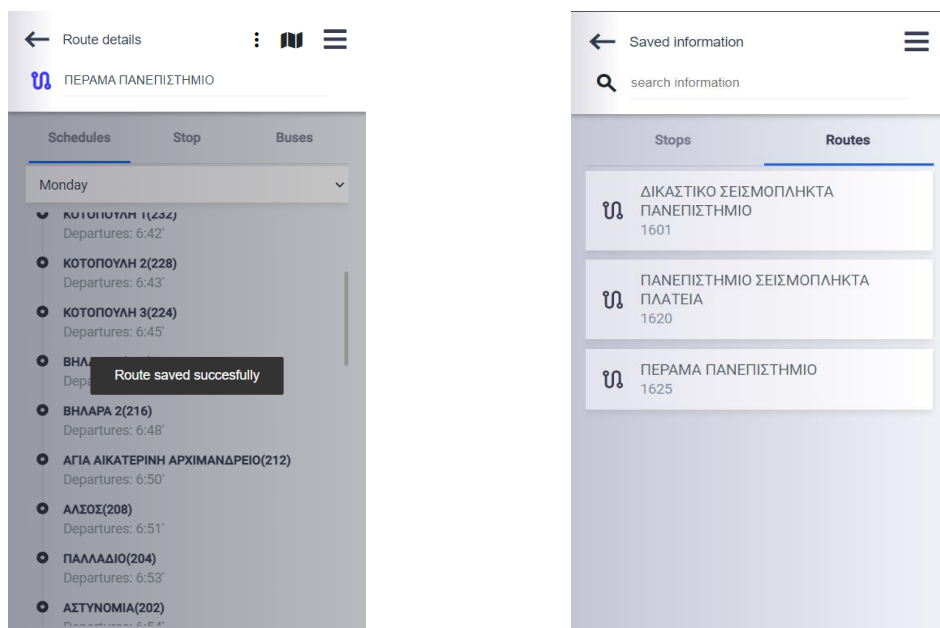 Route details
ΠΕΡΑΜΑ ΠΑΝΕΠΙΣΤΗΜΙΟ
Schedules Stop Buses
Monday
ΚΟΤΟΠΟΥΛΗ 1(232)
Departures: 6:42'
ΚΟΤΟΠΟΥΛΗ 2(228)
Departures: 6:43'
ΚΟΤΟΠΟΥΛΗ 3(224)
Departures: 6:45'
Route saved succesfully
ΒΗΛΑΡΑ 2(216)
Departures: 6:48'
ΑΓΙΑ ΑΙΚΑΤΕΡΙΝΗ ΑΡΧΙΜΑΝΔΡΕΙΟ(212)
Departures: 6:50'
ΑΛΣΟΣ(208)
Departures: 6:51'
ΠΑΛΛΑΔΙΟ(204)
Departures: 6:53'
ΑΣΤΥΝΟΜΙΑ(202)
Departures: 6:54'
Saved information
search information
Stops Routes
ΔΙΚΑΣΤΙΚΟ ΣΕΙΣΜΟΠΛΗΚΤΑ
ΠΑΝΕΠΙΣΤΗΜΙΟ
1601
ΠΑΝΕΠΙΣΤΗΜΙΟ ΣΕΙΣΜΟΠΛΗΚΤΑ
ΠΛΑΤΕΙΑ
1620
ΠΕΡΑΜΑ ΠΑΝΕΠΙΣΤΗΜΙΟ
1625